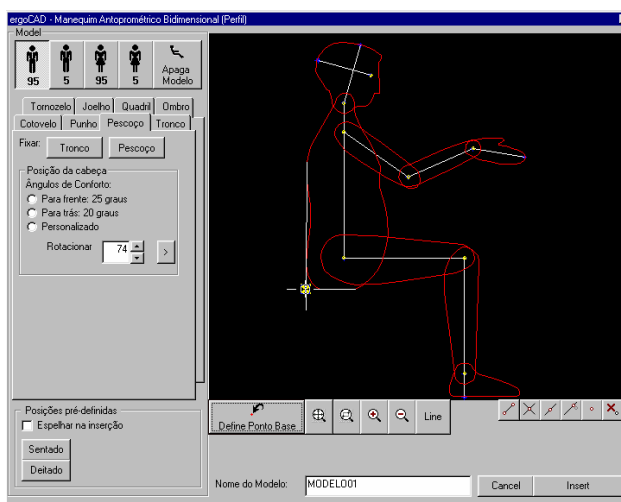 ergoCAD - Manequim Antoprométrico Bidimensional (Perfil)
Model
95 5 95 5
Apaga
Modelo
Tornozelo Joelho Quadril Ombro
Cotovelo Punho Pescoço Tronco
Fixar: Tronco Pescoço
Posição da cabeça
Ângulos de Conforto:
Para frente: 25 graus
Para trás: 20 graus
Personalizado
Rotacionar 74 >
Posições pré-definidas
Espelhar na inserção
Sentado
Deitado
Define Ponto Base Line
Nome do Modelo: MODELO01 Cancel Insert